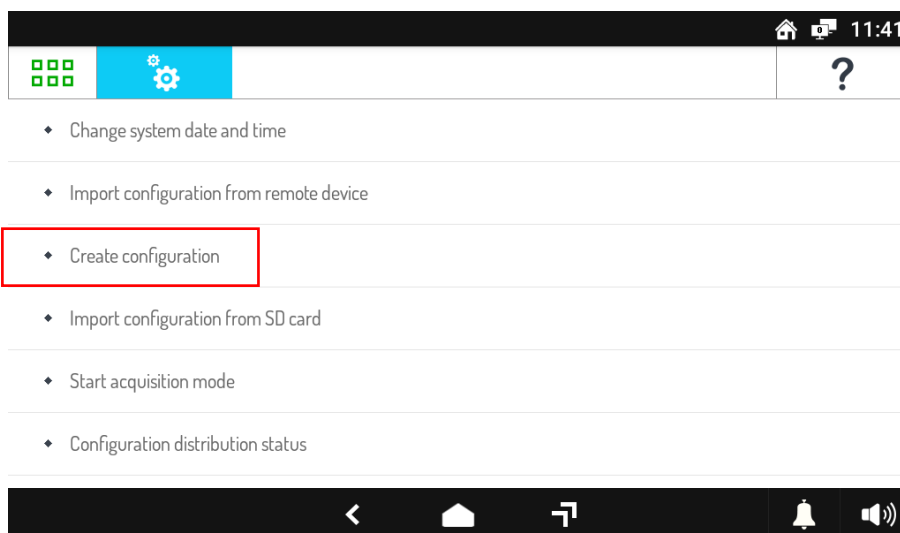 11:41
?
Change system date and time
Import configuration from remote device
Create configuration
Import configuration from SD card
Start acquisition mode
Configuration distribution status